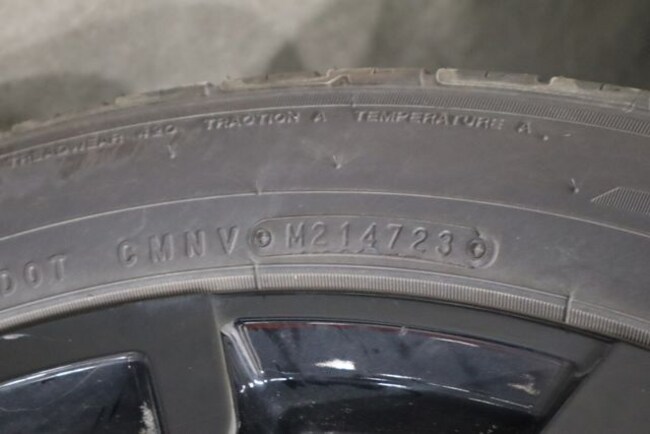 TREADWEAR 420 TRACTION A TEMPERATURE A
DOT CMNV M214723